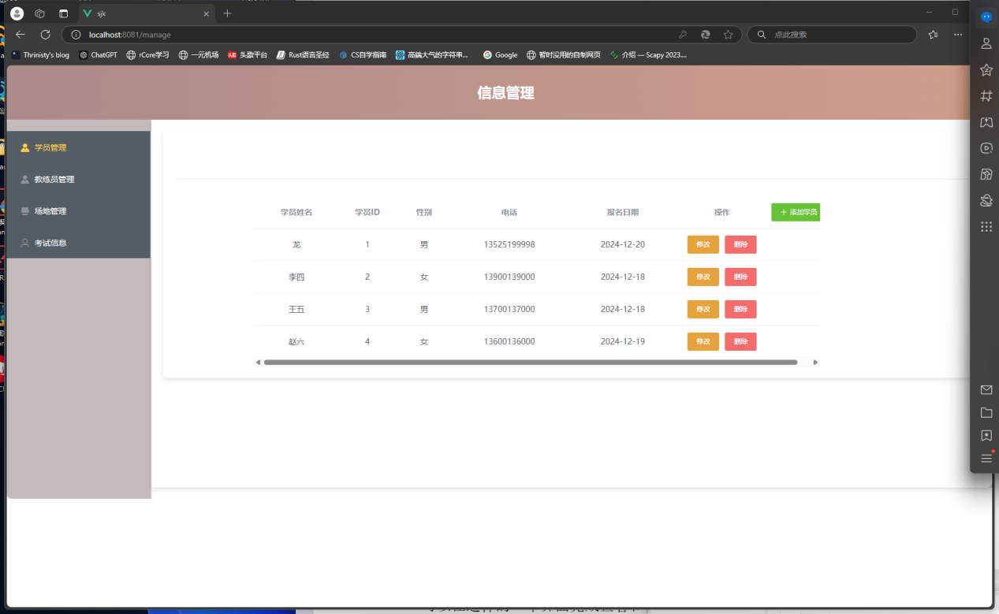 sjk
localhost:8081/manage
点此搜索
Thrinisty's blog ChatGPT rCore学习 一元机场 头歌平台 Rust语言圣经 CS自学指南 高端大气的字符串... Google 暂时没用的自制网页 介绍 — Scapy 2023....
信息管理
学员管理
教练员管理
场地管理
考试信息
学员姓名 学员ID 性别 电话 报名日期 操作 + 添加学员
龙 1 男 13525199998 2024-12-20 修改 删除
李四 2 女 13900139000 2024-12-18 修改 删除
王五 3 男 13700137000 2024-12-18 修改 删除
赵六 4 女 13600136000 2024-12-19 修改 删除